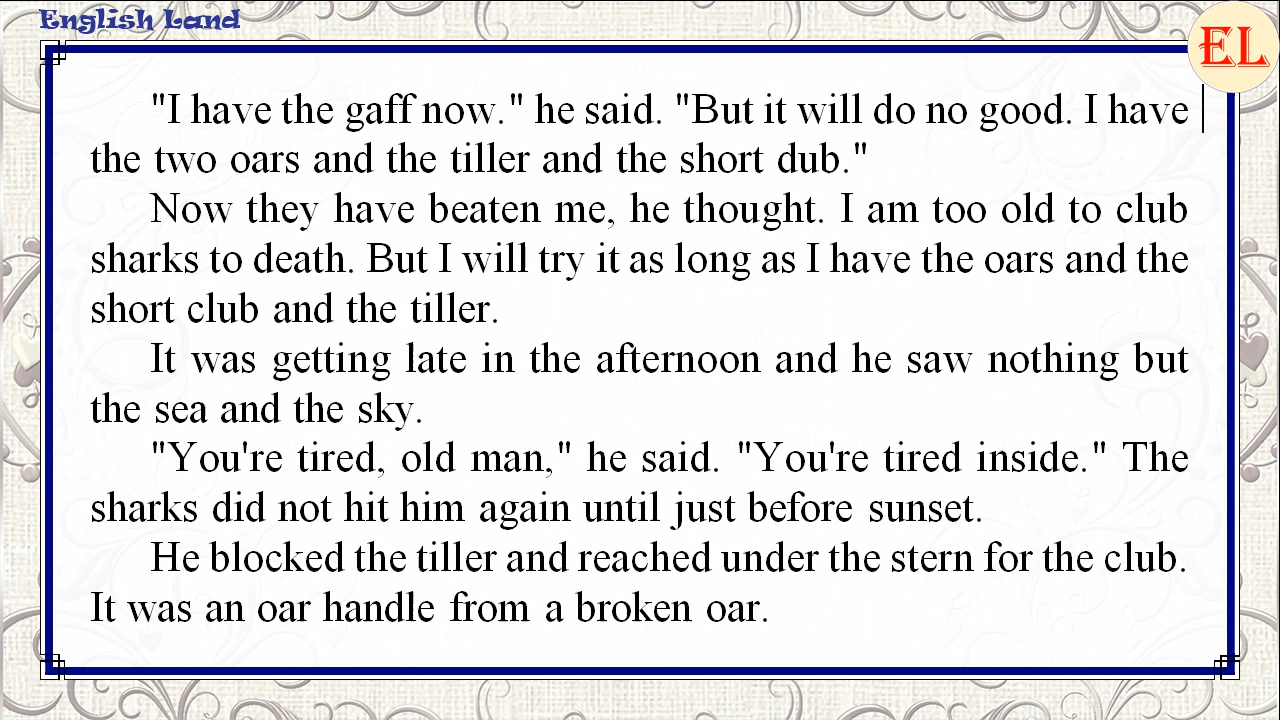 English Land
EL
"I have the gaff now." he said. "But it will do no good. I have
the two oars and the tiller and the short dub."
Now they have beaten me, he thought. I am too old to club
sharks to death. But I will try it as long as I have the oars and the
short club and the tiller.
It was getting late in the afternoon and he saw nothing but
the sea and the sky.
"You're tired, old man," he said. "You're tired inside." The
sharks did not hit him again until just before sunset.
He blocked the tiller and reached under the stern for the club.
It was an oar handle from a broken oar.